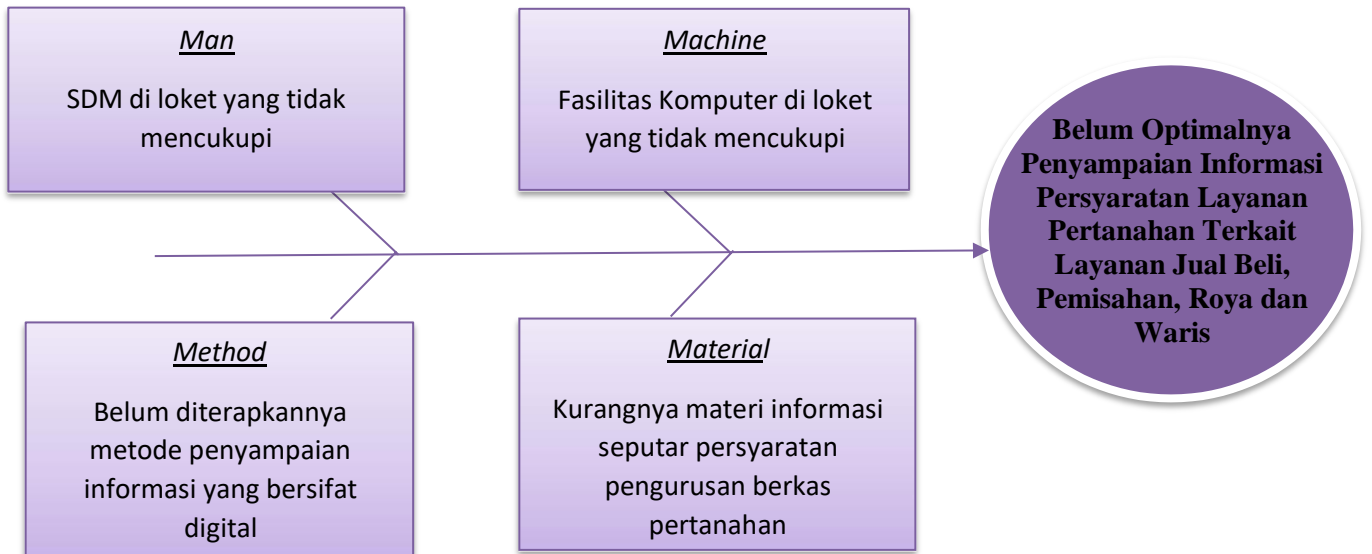 Man
SDM di loket yang tidak
mencukupi
Machine
Fasilitas Komputer di loket
yang tidak mencukupi
Belum Optimalnya
Penyampaian Informasi
Persyaratan Layanan
Pertanahan Terkait
Layanan Jual Beli,
Pemisahan, Roya dan
Waris
Method
Belum diterapkannya
metode penyampaian
informasi yang bersifat
digital
Material
Kurangnya materi informasi
seputar persyaratan
pengurusan berkas
pertanahan